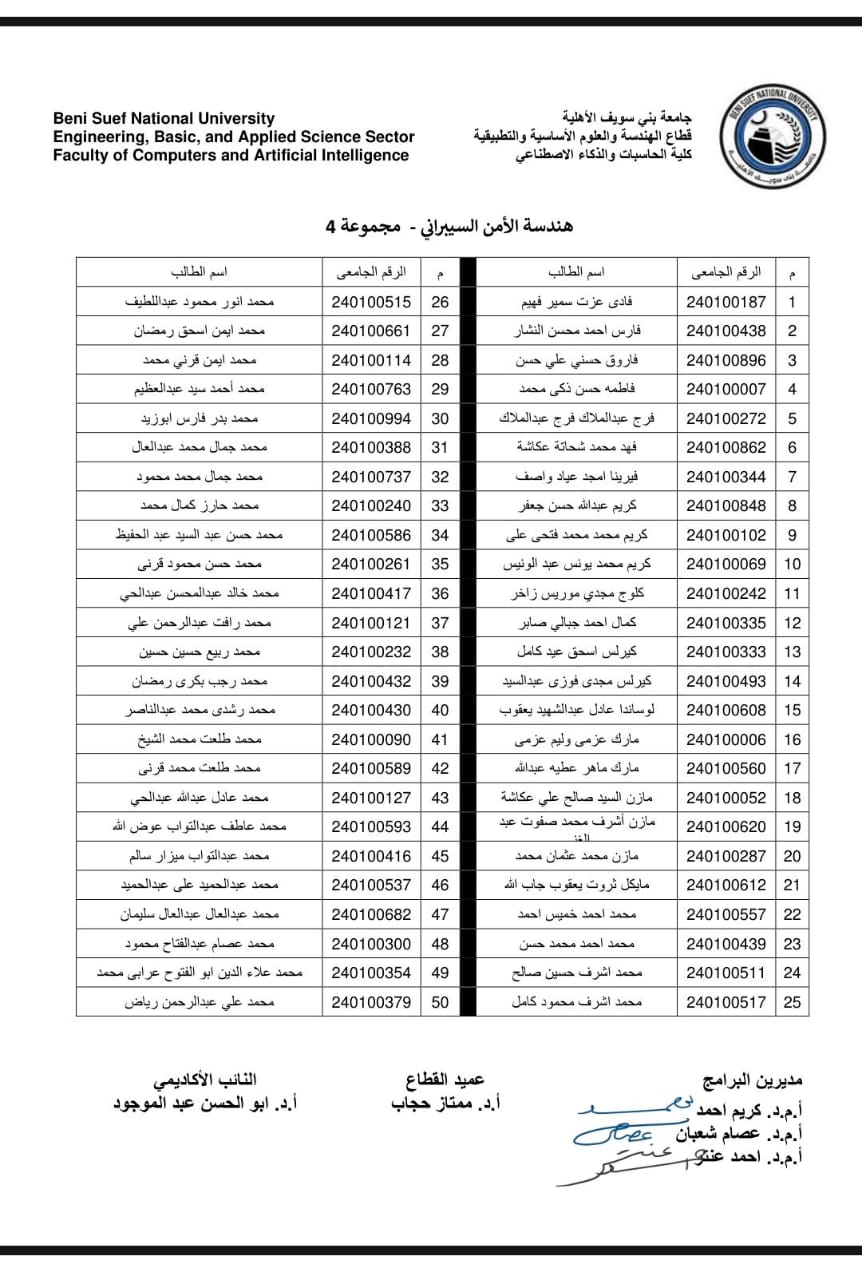 Beni Suef National University
Engineering, Basic, and Applied Science Sector
Faculty of Computers and Artificial Intelligence
جامعة بني سويف الأهلية
قطاع الهندسة والعلوم الأساسية والتطبيقية
كلية الحاسبات والذكاء الاصطناعي
BENI SUEF NATIONAL UNIVERSITY
جامعة بني سويف الأهلية
هندسة الأمن السيبراني - مجموعة 4
م الرقم الجامعى اسم الطالب م الرقم الجامعى اسم الطالب
1 240100187 فادى عزت سمير فهيم 26 240100515 محمد انور محمود عبداللطيف
2 240100438 فارس احمد محسن النشار 27 240100661 محمد ايمن اسحق رمضان
3 240100896 فاروق حسني علي حسن 28 240100114 محمد ايمن قرني محمد
4 240100007 فاطمه حسن ذكى محمد 29 240100763 محمد أحمد سيد عبدالعظيم
5 240100272 فرج عبدالملاك فرج عبدالملاك 30 240100994 محمد بدر فارس ابوزيد
6 240100862 فهد محمد شحاتة عكاشة 31 240100388 محمد جمال محمد عبدالعال
7 240100344 فيرينا امجد عياد واصف 32 240100737 محمد جمال محمد محمود
8 240100848 كريم عبدالله حسن جعفر 33 240100240 محمد حارز كمال محمد
9 240100102 كريم محمد محمد فتحى على 34 240100586 محمد حسن عبد السيد عبد الحفيظ
10 240100069 كريم محمد يونس عبد الونيس 35 240100261 محمد حسن محمود قرنى
11 240100242 كلوج مجدي موريس زاخر 36 240100417 محمد خالد عبدالمحسن عبدالحي
12 240100335 كمال احمد جبالي صابر 37 240100121 محمد رافت عبدالرحمن علي
13 240100333 كيرلس اسحق عيد كامل 38 240100232 محمد ربيع حسين حسين
14 240100493 كيرلس مجدى فوزى عبدالسيد 39 240100432 محمد رجب بكرى رمضان
15 240100608 لوساندا عادل عبدالشهيد يعقوب 40 240100430 محمد رشدى محمد عبدالناصر
16 240100006 مارك عزمى وليم عزمى 41 240100090 محمد طلعت محمد الشيخ
17 240100560 مارك ماهر عطيه عبدالله 42 240100589 محمد طلعت محمد قرنى
18 240100052 مازن السيد صالح علي عكاشة 43 240100127 محمد عادل عبدالله عبدالحي
19 240100620 مازن أشرف محمد صفوت عبد 44 240100593 محمد عاطف عبدالتواب عوض الله
20 240100287 مازن محمد عثمان محمد 45 240100416 محمد عبدالتواب ميزار سالم
21 240100612 مايكل ثروت يعقوب جاب الله 46 240100537 محمد عبدالحميد على عبدالحميد
22 240100557 محمد احمد خميس احمد 47 240100682 محمد عبدالعال عبدالعال سليمان
23 240100439 محمد احمد محمد حسن 48 240100300 محمد عصام عبدالفتاح محمود
24 240100511 محمد اشرف حسين صالح 49 240100354 محمد علاء الدين ابو الفتوح عرابى محمد
25 240100517 محمد اشرف محمود كامل 50 240100379 محمد علي عبدالرحمن رياض
مديرين البرامج
أ.م.د. كريم احمد
أ.م.د. عصام شعبان
أ.م.د. احمد عنتر
عميد القطاع
أ.د. ممتاز حجاب
النائب الأكاديمي
أ.د. ابو الحسن عبد الموجود